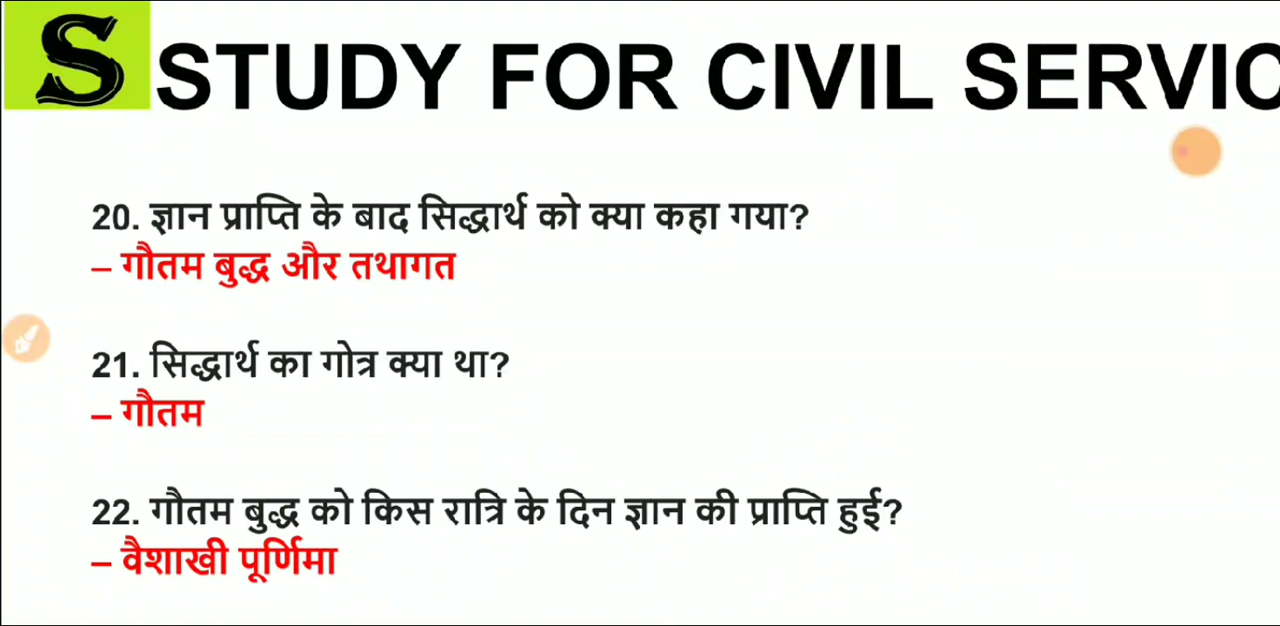 S STUDY FOR CIVIL SERVIC
20. ज्ञान प्राप्ति के बाद सिद्धार्थ को क्या कहा गया?
– गौतम बुद्ध और तथागत
21. सिद्धार्थ का गोत्र क्या था?
– गौतम
22. गौतम बुद्ध को किस रात्रि के दिन ज्ञान की प्राप्ति हुई?
– वैशाखी पूर्णिमा